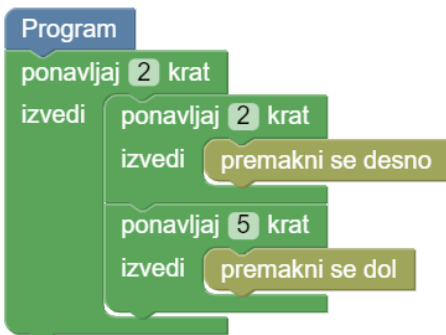 Program
ponavljaj 2 krat
izvedi ponavljaj 2 krat
izvedi premakni se desno
ponavljaj 5 krat
izvedi premakni se dol